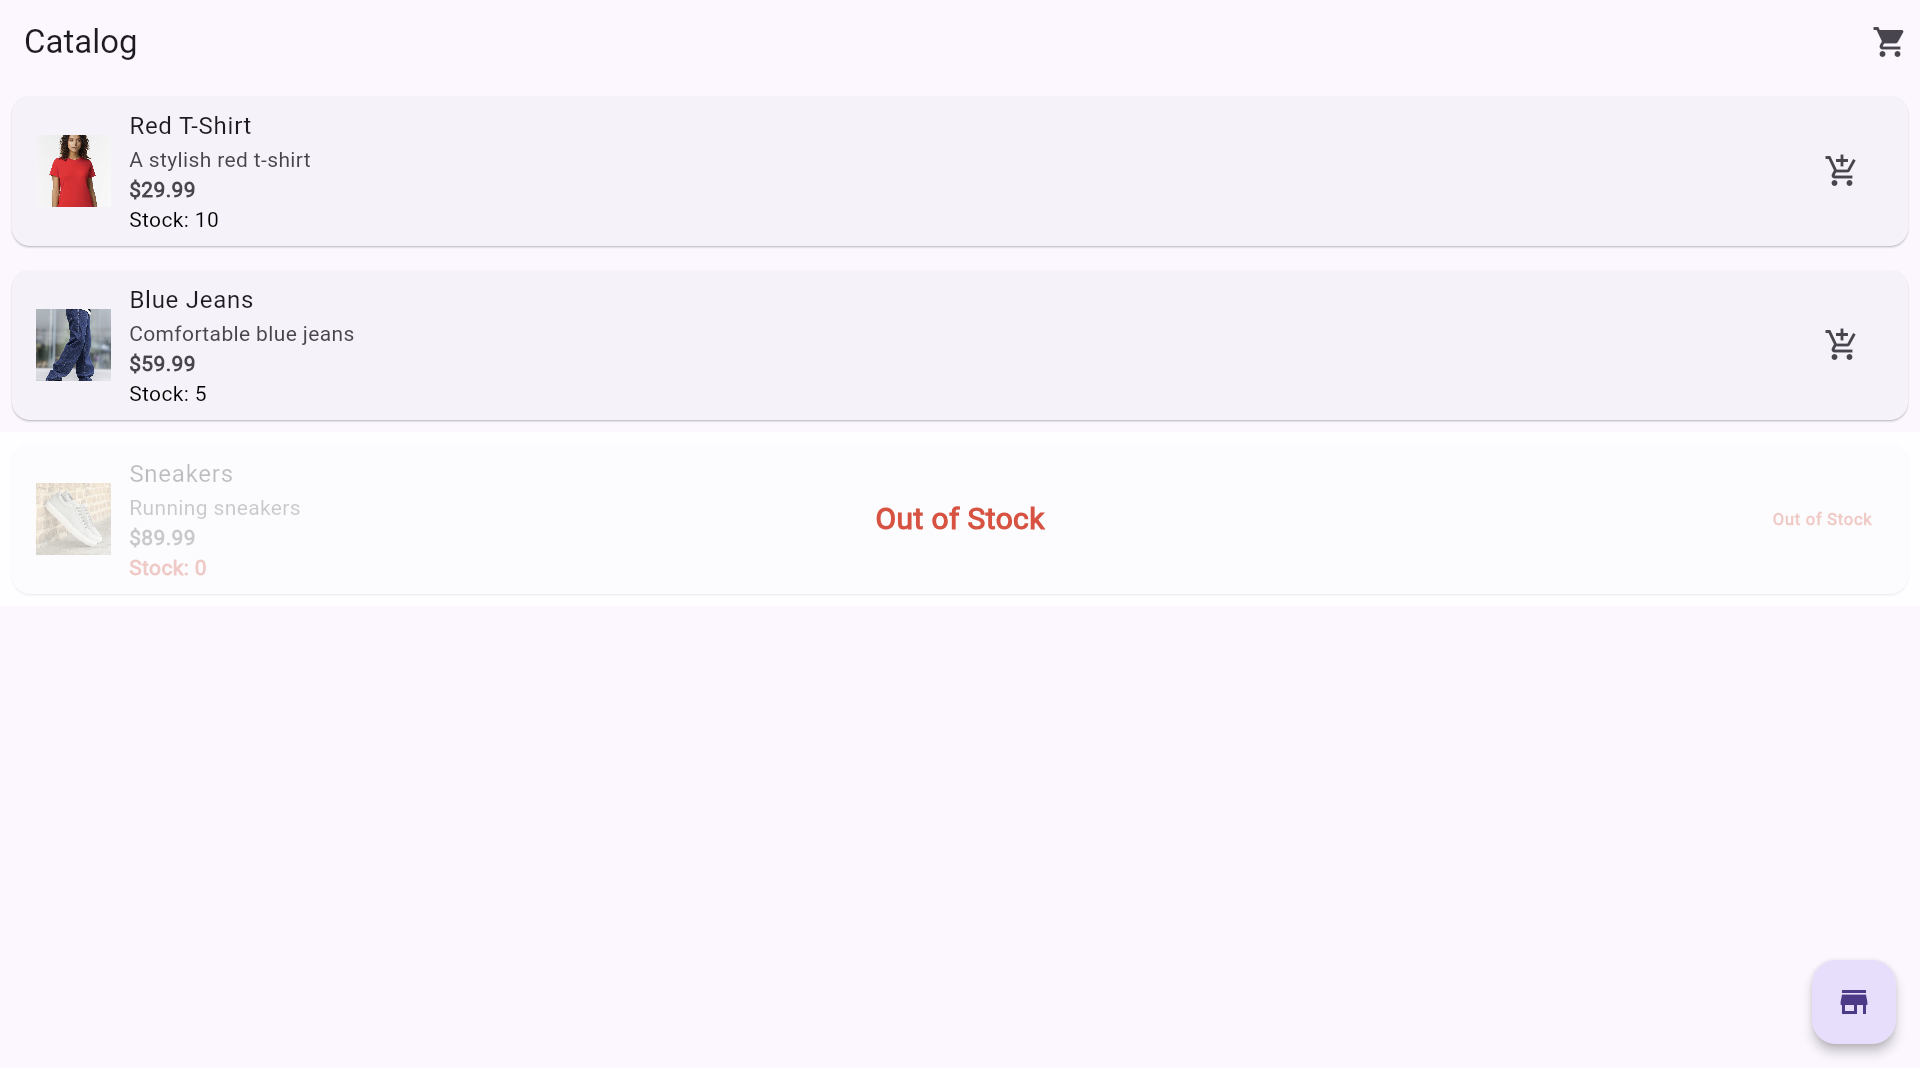 Catalog
Red T-Shirt
A stylish red t-shirt
$29.99
Stock: 10
Blue Jeans
Comfortable blue jeans
$59.99
Stock: 5
Sneakers
Running sneakers
$89.99
Stock: 0
Out of Stock
Out of Stock